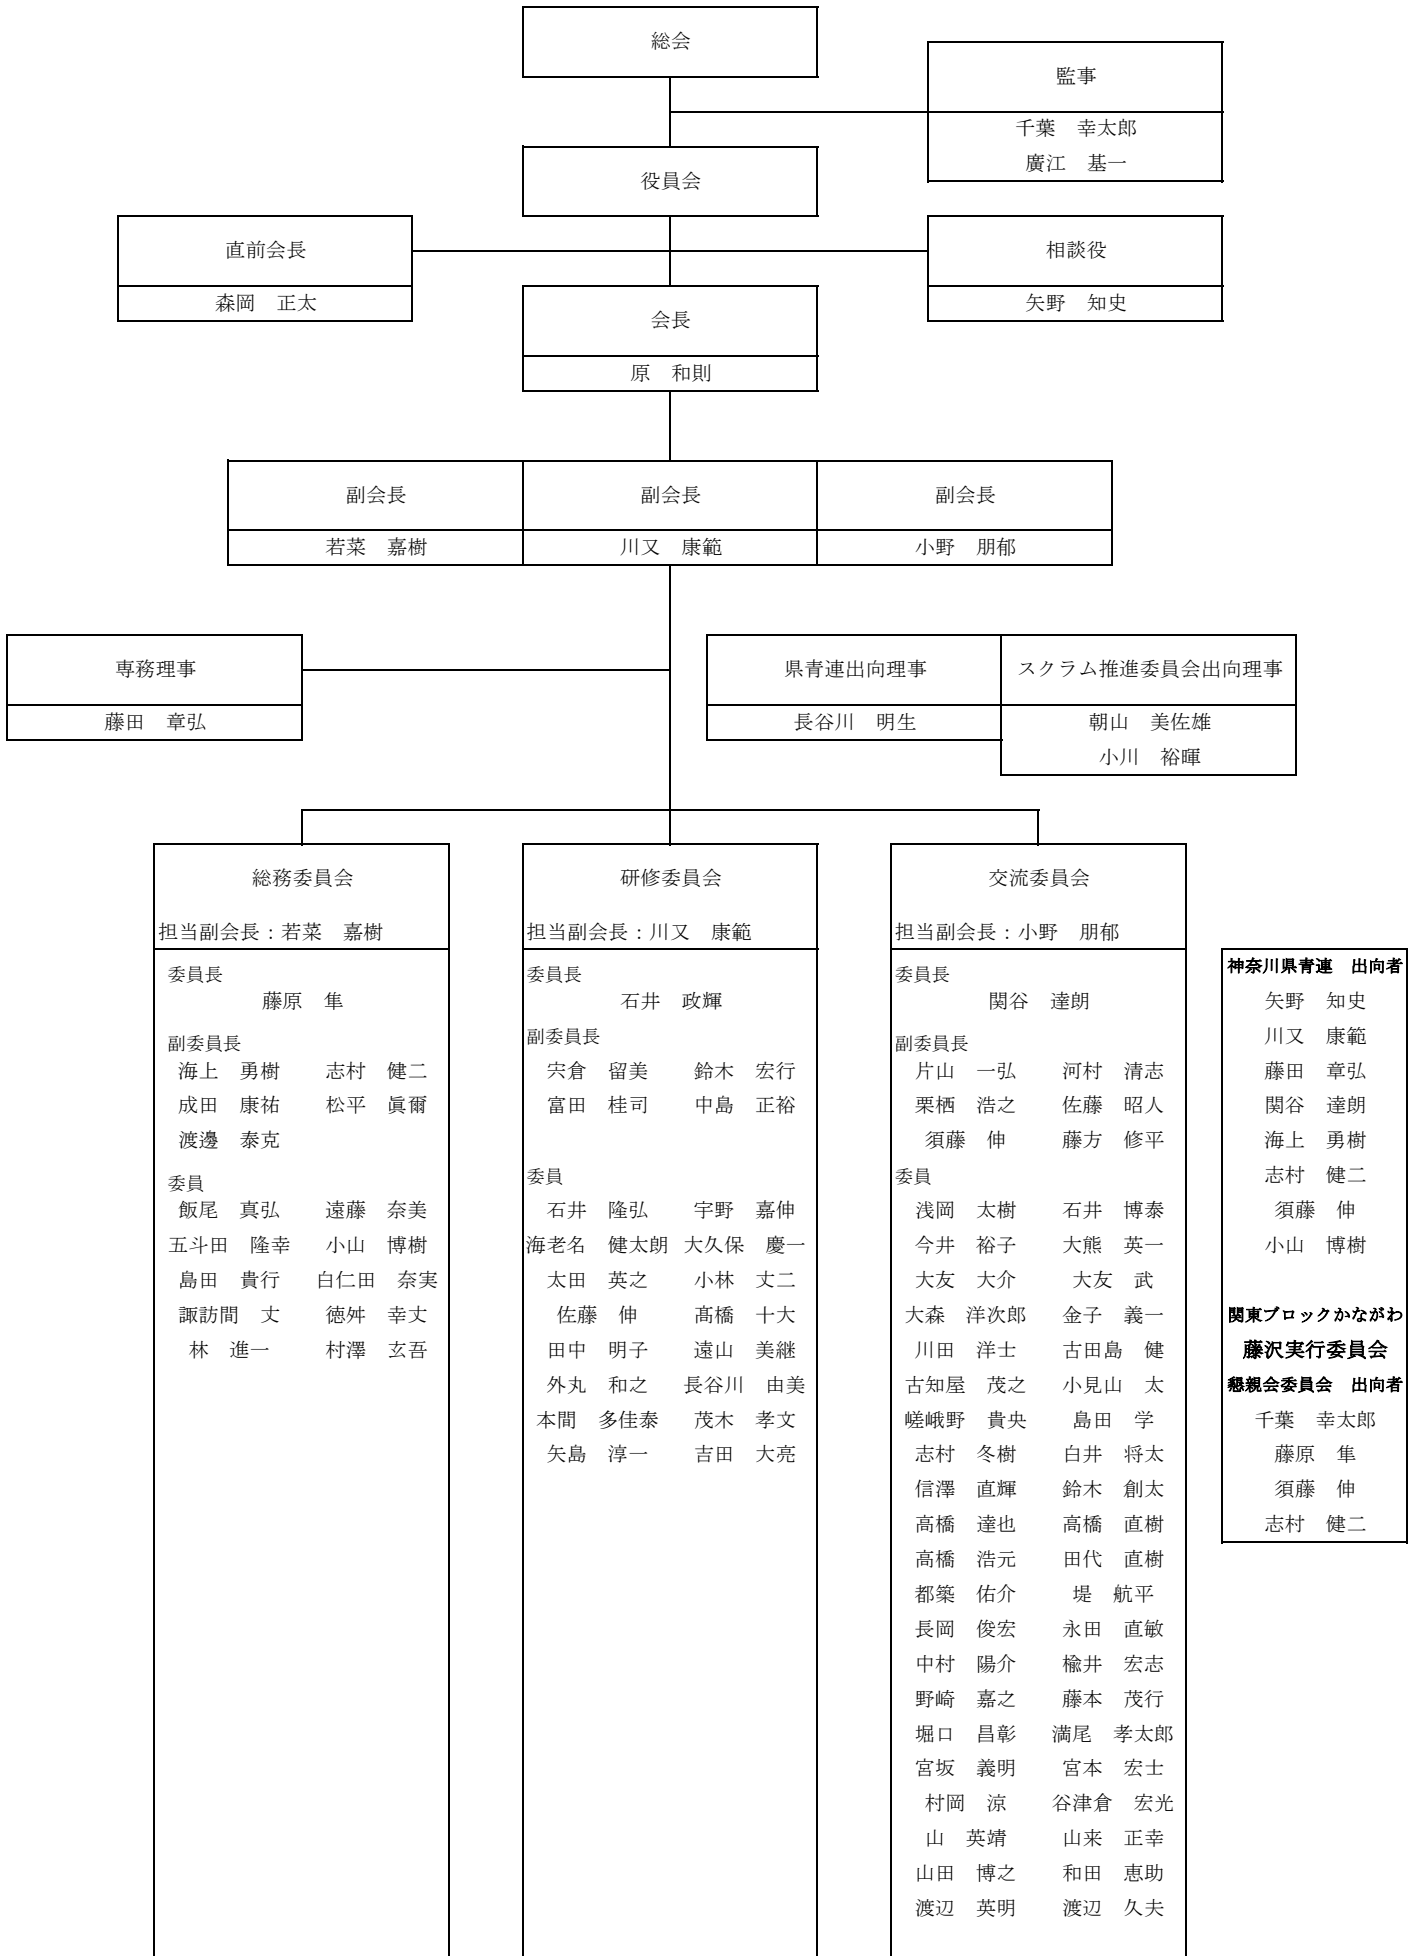 総会
監事
千葉　幸太郎
廣江　基一
役員会
直前会長
森岡　正太
相談役
矢野　知史
会長
原　和則
副会長　副会長　副会長
若菜　嘉樹　川又　康範　小野　朋郁
専務理事
藤田　章弘
県青連出向理事　スクラム推進委員会出向理事
長谷川　明生　朝山　美佐雄
小川　裕暉
総務委員会
担当副会長：若菜　嘉樹
委員長
藤原　隼
副委員長
海上　勇樹　志村　健二
成田　康祐　松平　眞爾
渡邊　泰克
委員
飯尾　真弘　遠藤　奈美
五斗田　隆幸　小山　博樹
島田　貴行　白仁田　奈実
諏訪間　丈　徳舛　幸丈
林　進一　村澤　玄吾
研修委員会
担当副会長：川又　康範
委員長
石井　政輝
副委員長
宍倉　留美　鈴木　宏行
富田　桂司　中島　正裕
委員
石井　隆弘　宇野　嘉伸
海老名　健太朗　大久保　慶一
太田　英之　小林　丈二
佐藤　伸　髙橋　十大
田中　明子　遠山　美継
外丸　和之　長谷川　由美
本間　多佳泰　茂木　孝文
矢島　淳一　吉田　大亮
交流委員会
担当副会長：小野　朋郁
委員長
関谷　達朗
副委員長
片山　一弘　河村　清志
栗栖　浩之　佐藤　昭人
須藤　伸　藤方　修平
委員
浅岡　太樹　石井　博泰
今井　裕子　大熊　英一
大友　大介　大友　武
大森　洋次郎　金子　義一
川田　洋士　古田島　健
古知屋　茂之　小見山　太
嵯峨野　貴央　島田　学
志村　冬樹　白井　将太
信澤　直輝　鈴木　創太
高橋　達也　高橋　直樹
高橋　浩元　田代　直樹
都築　佑介　堤　航平
長岡　俊宏　永田　直敏
中村　陽介　楡井　宏志
野崎　嘉之　藤本　茂行
堀口　昌彰　満尾　孝太郎
宮坂　義明　宮本　宏士
村岡　涼　谷津倉　宏光
山　英靖　山来　正幸
山田　博之　和田　恵助
渡辺　英明　渡辺　久夫
神奈川県青連　出向者
矢野　知史
川又　康範
藤田　章弘
関谷　達朗
海上　勇樹
志村　健二
須藤　伸
小山　博樹
関東ブロックかながわ
藤沢実行委員会
懇親会委員会　出向者
千葉　幸太郎
藤原　隼
須藤　伸
志村　健二